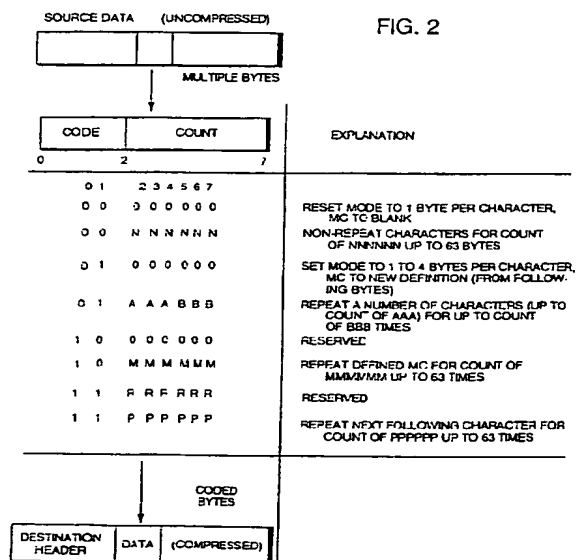 FIG. 2
SOURCE DATA (UNCOMPRESSED)
MULTIPLE BYTES
CODE COUNT
0 2 7
EXPLANATION
0 1 2 3 4 5 6 7
0 0 0 0 0 0 0 0 RESET MODE TO 1 BYTE PER CHARACTER,
MC TO BLANK
0 0 N N N N N N NON-REPEAT CHARACTERS FOR COUNT
OF NNNNNN UP TO 63 BYTES
0 1 0 0 0 0 0 0 SET MODE TO 1 TO 4 BYTES PER CHARACTER,
MC TO NEW DEFINITION (FROM FOLLOW-
ING BYTES)
0 1 A A A B B B REPEAT A NUMBER OF CHARACTERS (UP TO
COUNT OF AAA) FOR UP TO COUNT
OF BBB TIMES
1 0 0 0 0 0 0 0 RESERVED
1 0 M M M M M M REPEAT DEFINED MC FOR COUNT OF
MMMMMM UP TO 63 TIMES
1 1 R R R R R R RESERVED
1 1 P P P P P P REPEAT NEXT FOLLOWING CHARACTER FOR
COUNT OF PPPPPP UP TO 63 TIMES
CODED
BYTES
DESTINATION
HEADER DATA (COMPRESSED)